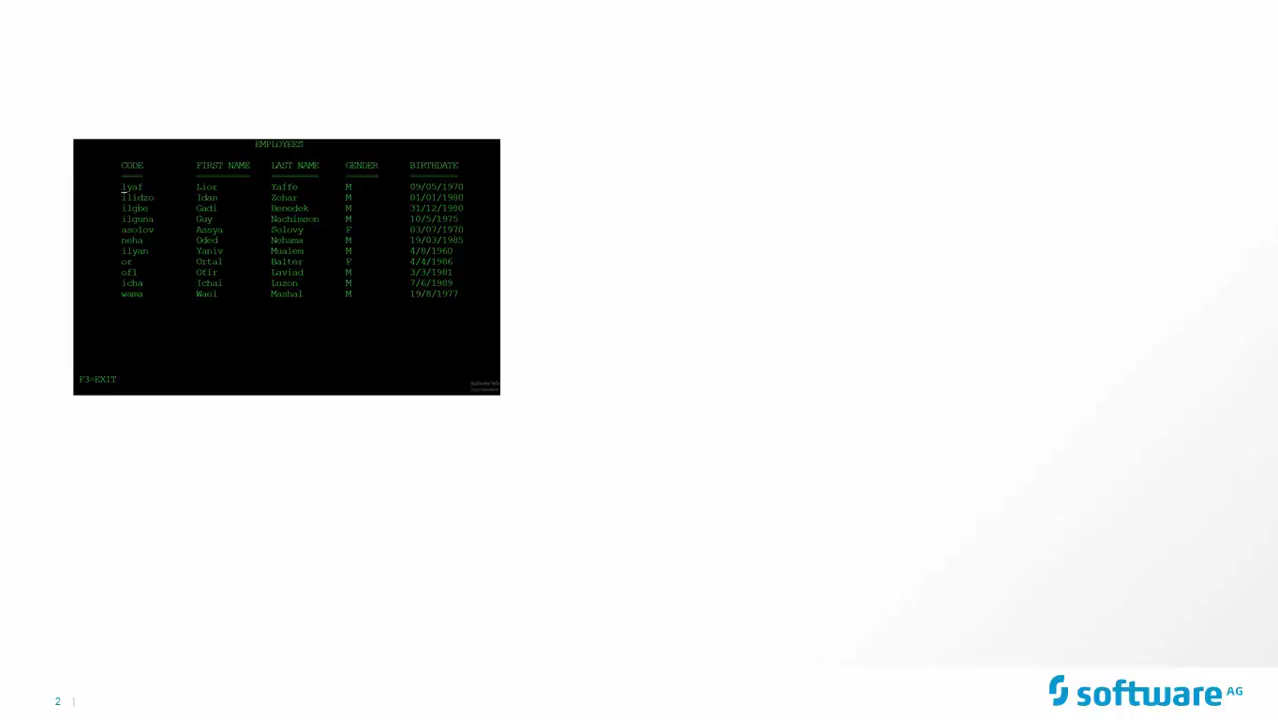 EMPLOYEES
CODE FIRST NAME LAST NAME GENDER BIRTHDATE
lyaf Lior Yaffe M 09/05/1970
ilidzo Idan Zohar M 01/01/1980
ilgbe Gadi Benedek M 31/12/1980
ilguna Guy Nachimson M 10/5/1975
asolov Assya Solovy F 03/07/1970
neha Oded Nehama M 19/03/1985
ilyan Yaniv Mualem M 4/8/1960
or Ortal Balter F 4/4/1986
ofl Ofir Laviad M 3/3/1981
icha Ichai Luzon M 7/6/1989
wama Wael Mashal M 19/8/1977
F3=EXIT
2 |
software AG